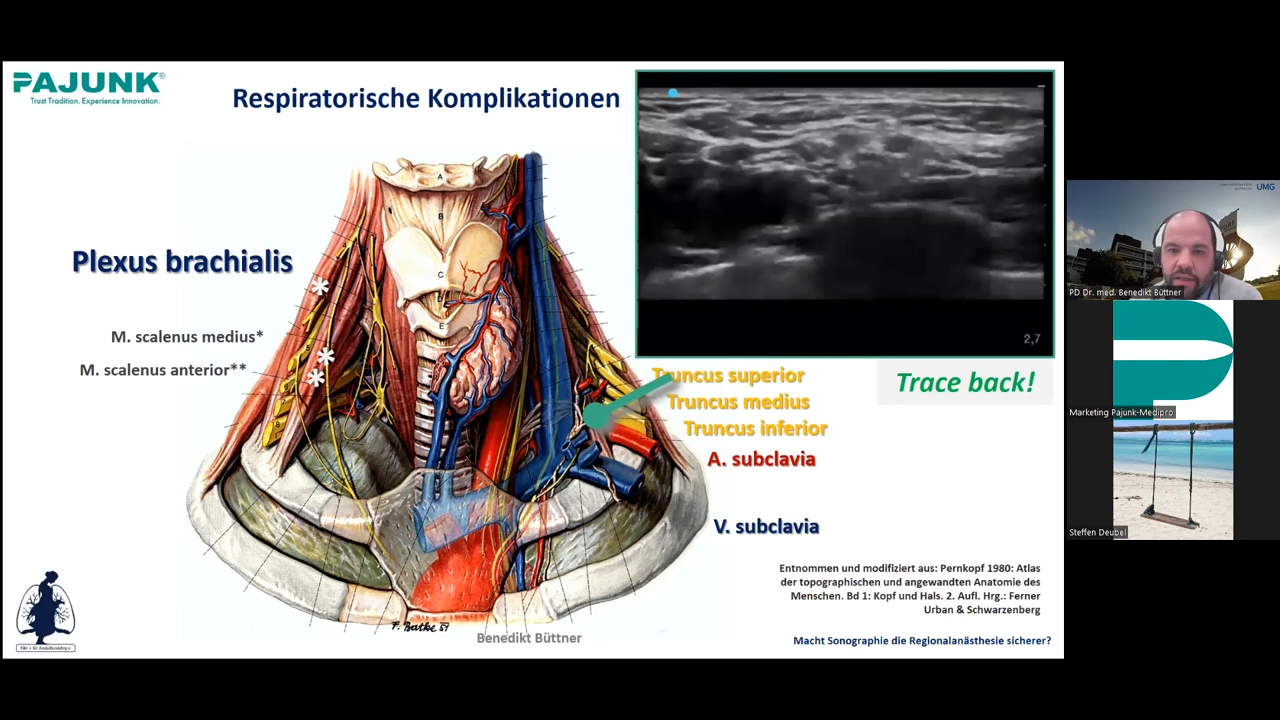 PAJUNK®
Trust Tradition. Experience Innovation.
Respiratorische Komplikationen
Plexus brachialis
M. scalenus medius*
M. scalenus anterior**
*
*
*
A
B
C
E
2,7
Truncus superior
Truncus medius
Truncus inferior
Trace back!
A. subclavia
V. subclavia
Entnommen und modifiziert aus: Pernkopf 1980: Atlas
der topographischen und angewandten Anatomie des
Menschen. Bd 1: Kopf und Hals. 2. Aufl. Hrg.: Ferner
Urban & Schwarzenberg
Benedikt Büttner
Macht Sonographie die Regionalanästhesie sicherer?
UMG
PD Dr. med. Benedikt Büttner
Marketing Pajunk-Medipro
Steffen Deubel